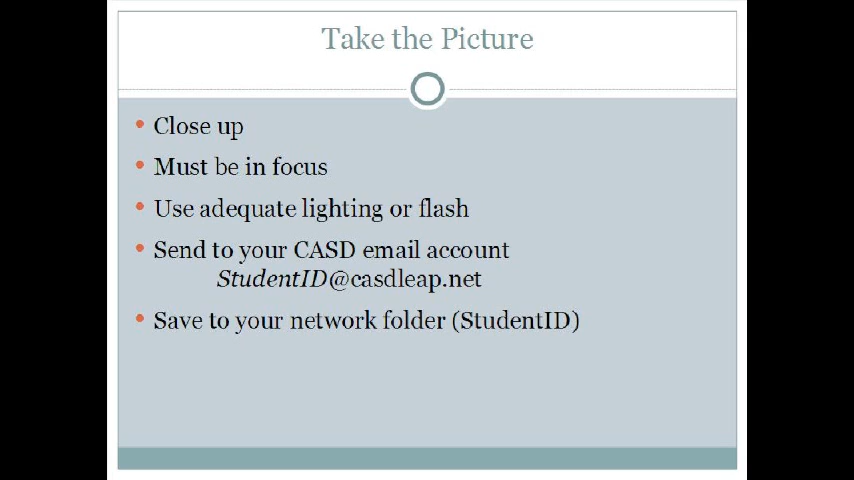 Take the Picture
• Close up
• Must be in focus
• Use adequate lighting or flash
• Send to your CASD email account
StudentID@casdleap.net
• Save to your network folder (StudentID)